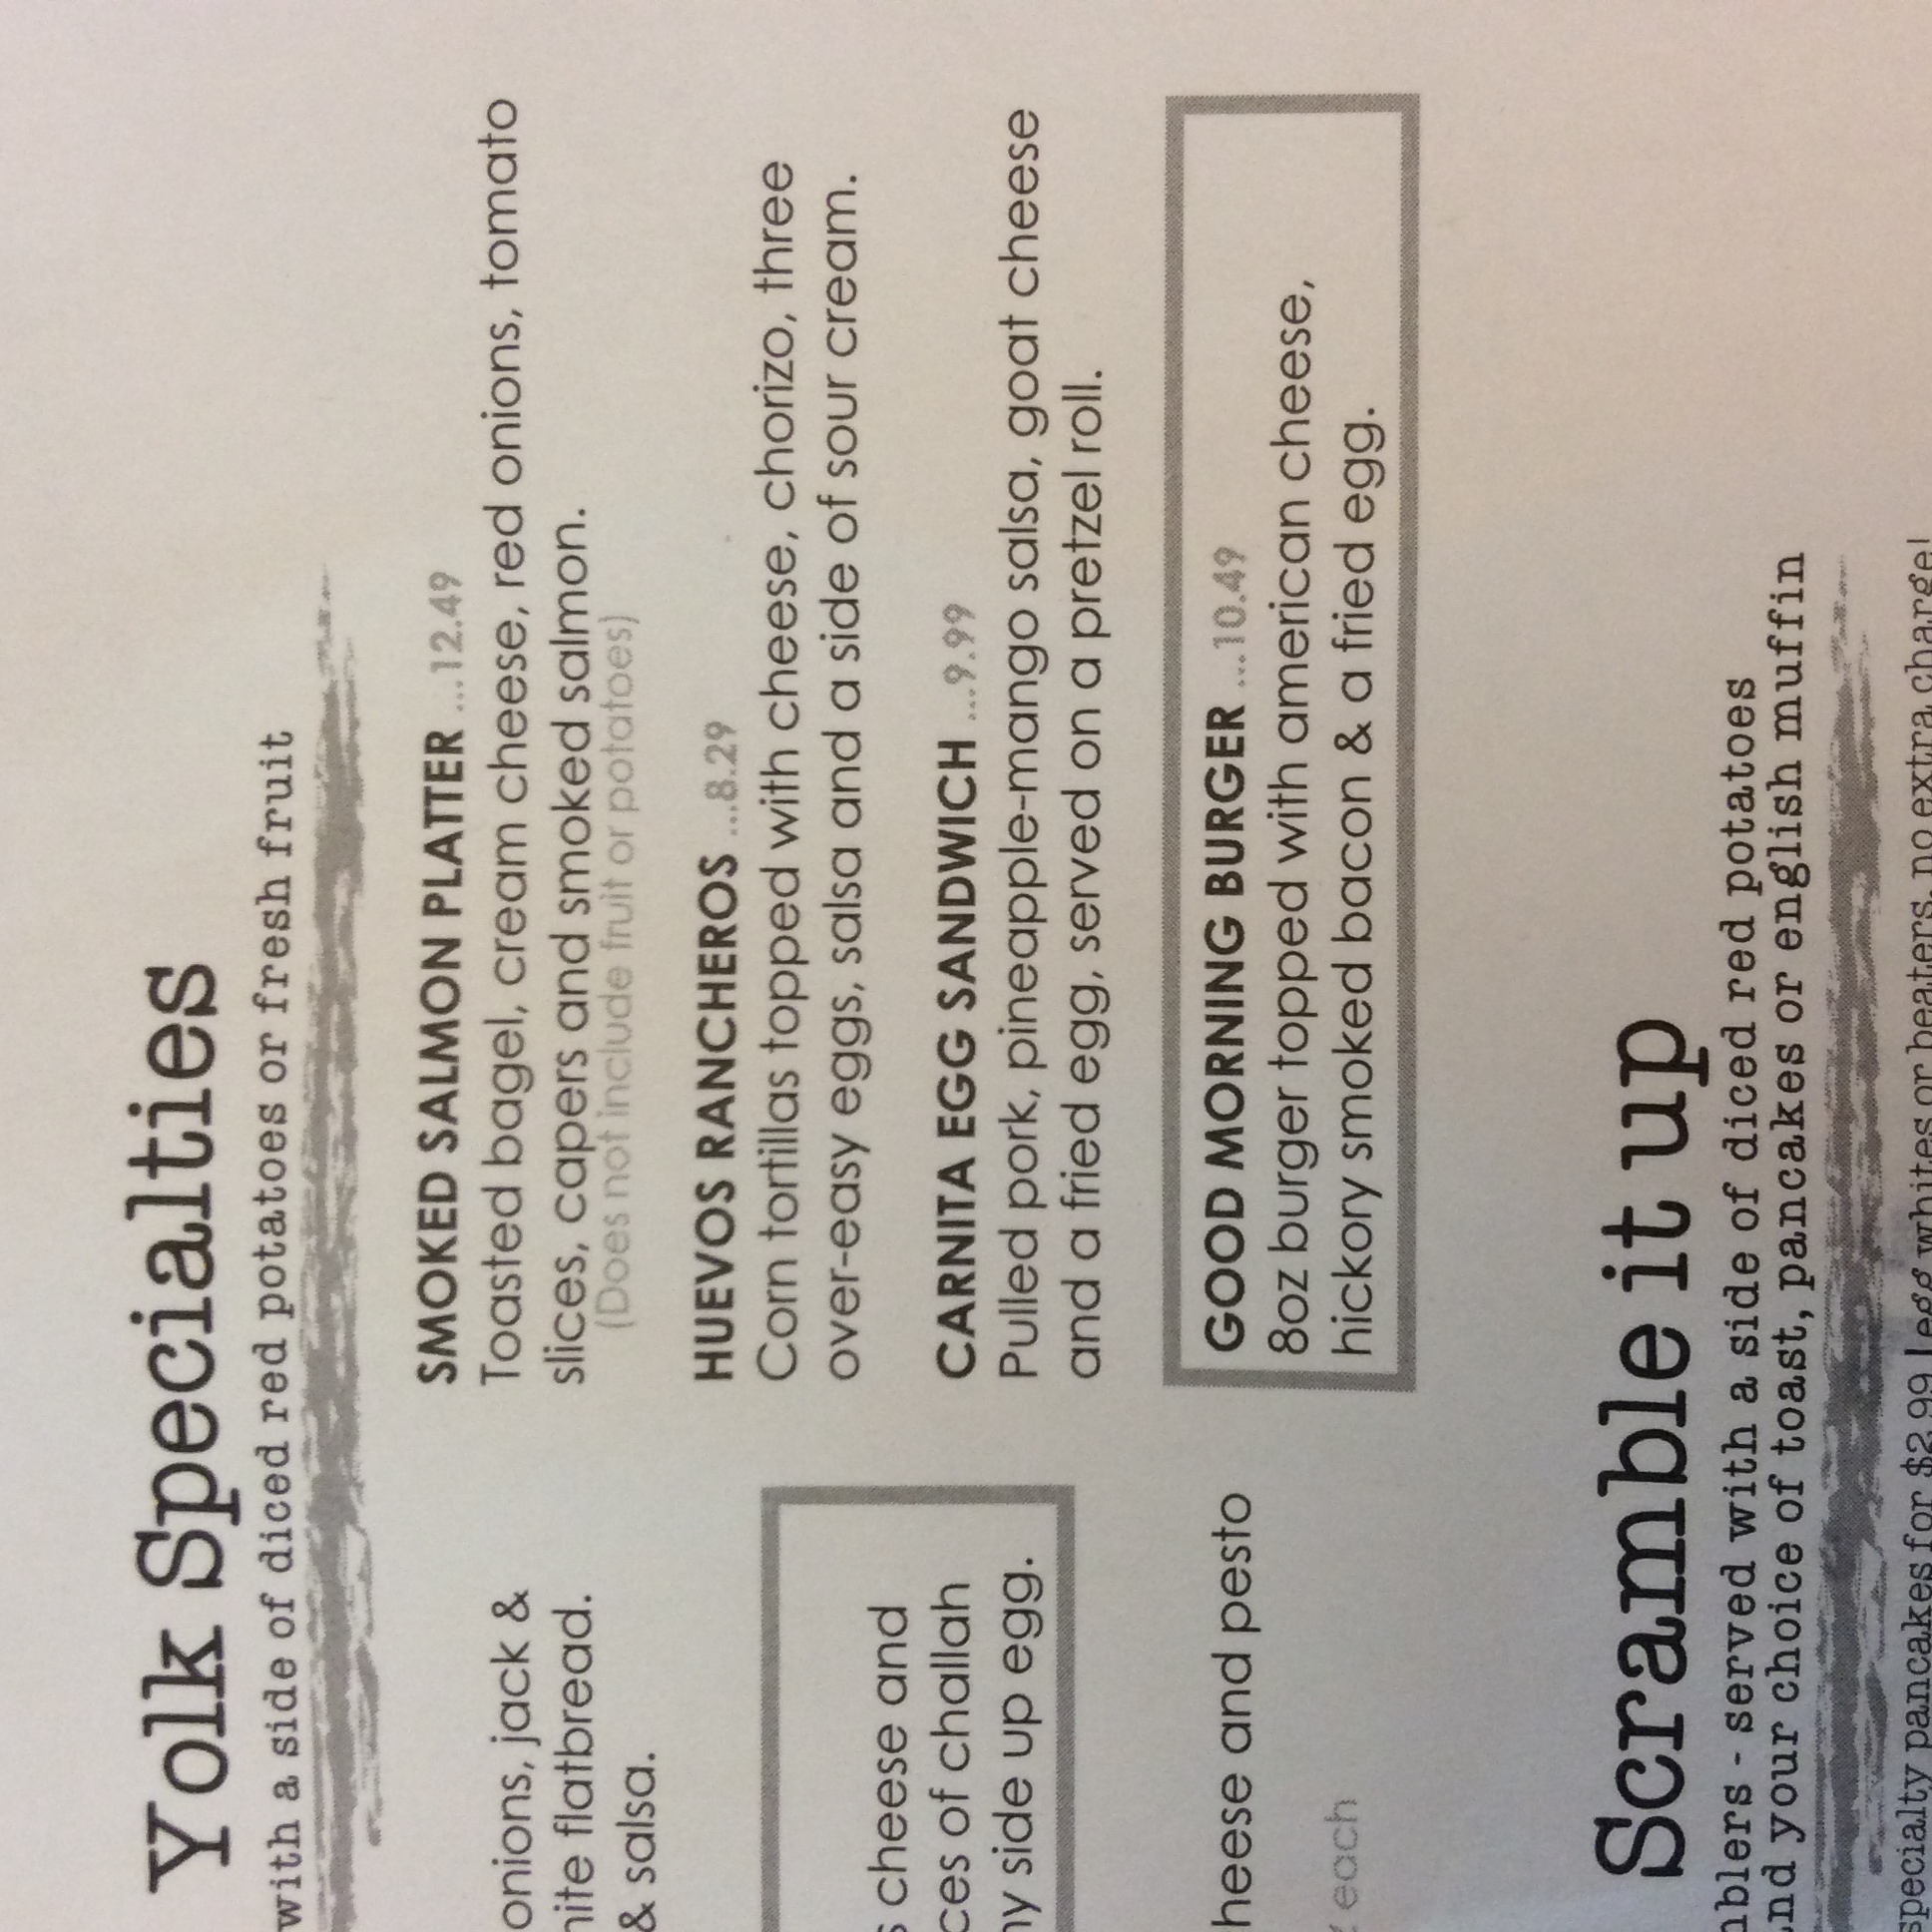 Yolk Specialties
with a side of diced red potatoes or fresh fruit
onions, jack &
flatbread.
& salsa.
cheese and
of challah
side up egg.
and pesto
each
SMOKED SALMON PLATTER ...12.49
Toasted bagel, cream cheese, red onions, tomato
slices, capers and smoked salmon.
(Does not include fruit or potatoes)
HUEVOS RANCHEROS ...8.29
Corn tortillas topped with cheese, chorizo, three
over-easy eggs, salsa and a side of sour cream.
CARNITA EGG SANDWICH ...9.99
Pulled pork, pineapple-mango salsa, goat cheese
and a fried egg, served on a pretzel roll.
GOOD MORNING BURGER ...10.49
8oz burger topped with american cheese,
hickory smoked bacon & a fried egg.
Scramble it up
- served with a side of diced red potatoes
your choice of toast, pancakes or english muffin
specialty pancakes for $2.99 | egg whites or beaters, no extra charge!